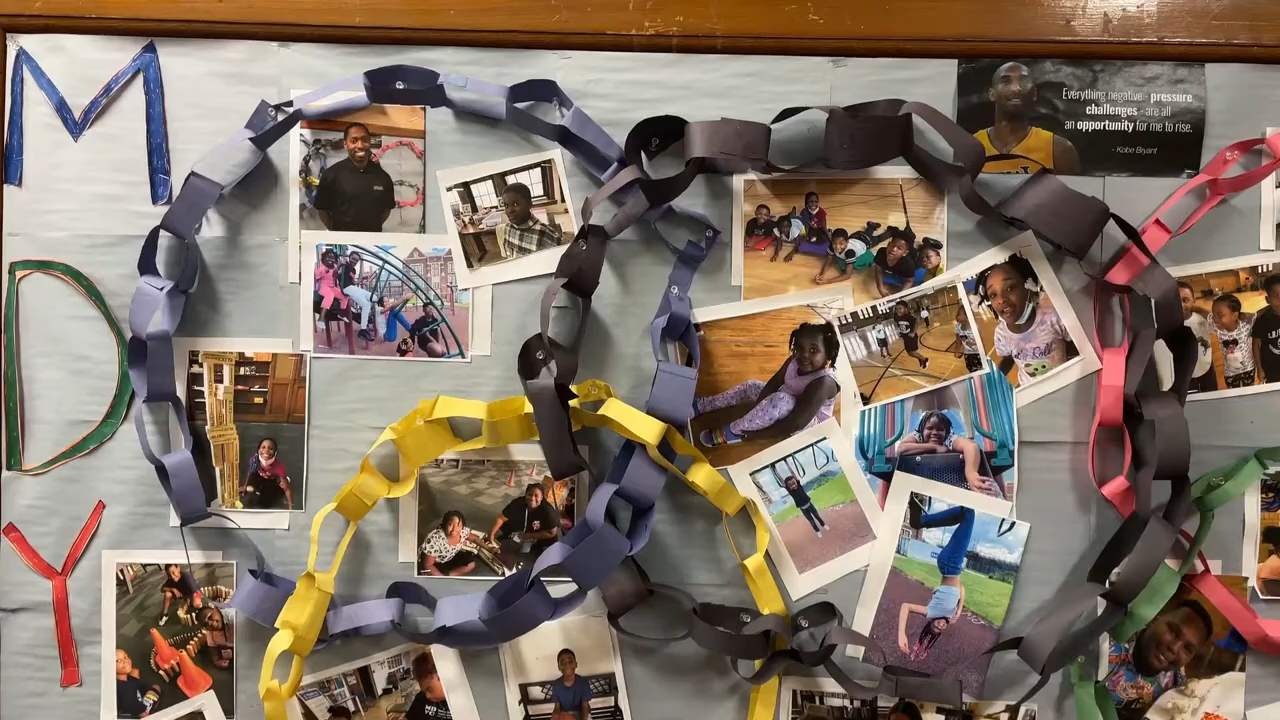 M
D
Y
Everything negative - pressure
challenges - are all
an opportunity for me to rise.
- Kobe Bryant